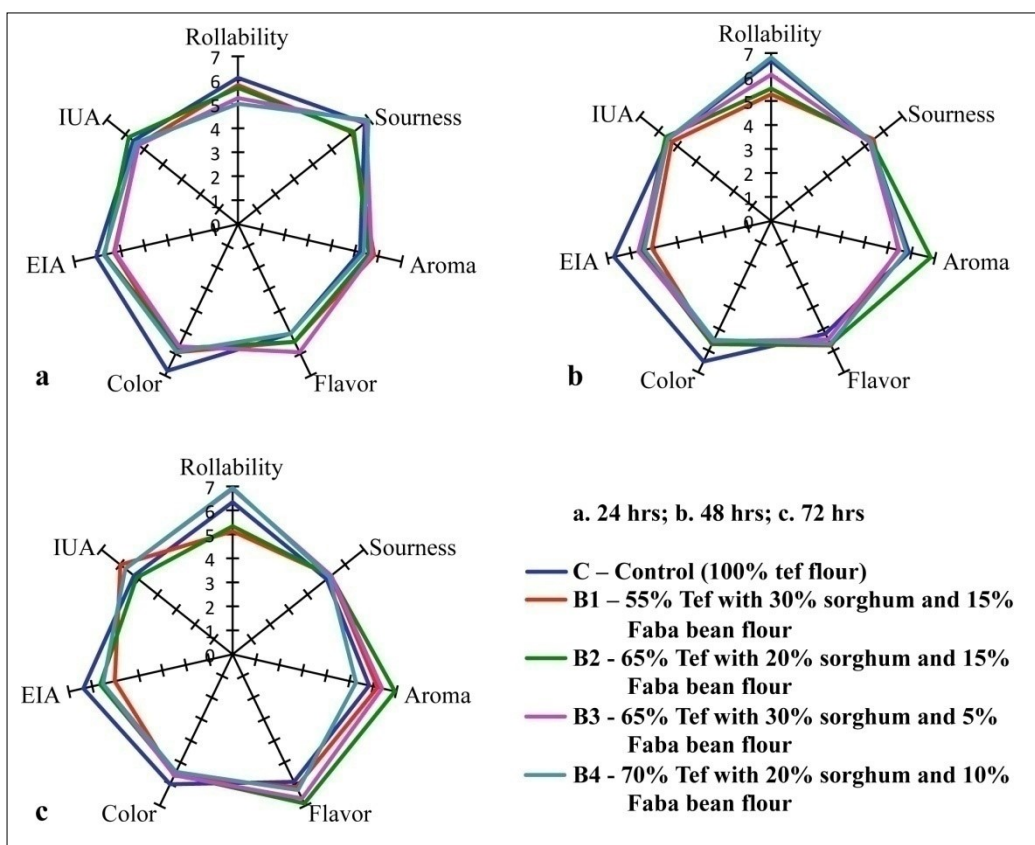 Rollability
7
6
5
4
3
2
1
0
Sourness
Aroma
Flavor
Color
EIA
IUA
a
Rollability
7
6
5
4
3
2
1
0
Sourness
Aroma
Flavor
Color
EIA
IUA
b
Rollability
7
6
5
4
3
2
1
0
Sourness
Aroma
Flavor
Color
EIA
IUA
c
a. 24 hrs; b. 48 hrs; c. 72 hrs
C – Control (100% tef flour)
B1 – 55% Tef with 30% sorghum and 15%
Faba bean flour
B2 - 65% Tef with 20% sorghum and 15%
Faba bean flour
B3 - 65% Tef with 30% sorghum and 5%
Faba bean flour
B4 - 70% Tef with 20% sorghum and 10%
Faba bean flour